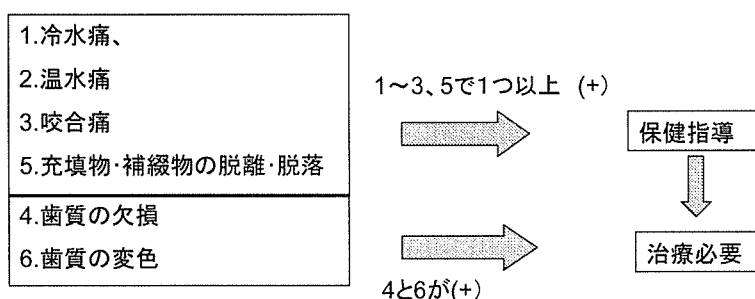 1.冷水痛、
2.温水痛
3.咬合痛
5.充填物・補綴物の脱離・脱落
4.歯質の欠損
6.歯質の変色
1～3、5で1つ以上 (+)
保健指導
治療必要
4と6が(+)